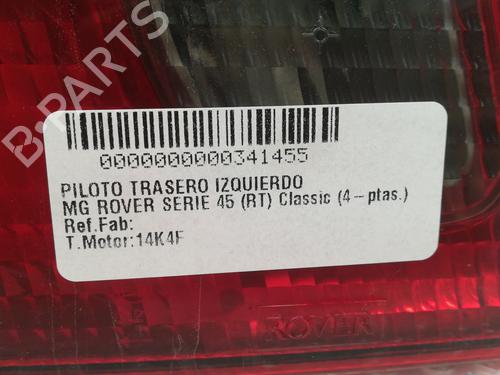 B-PARTS
0000000000341455
PILOTO TRASERO IZQUIERDO
MG ROVER SERIE 45 (RT) Classic (4-ptas.)
Ref.Fab:
T.Motor:14K4F
ROVER